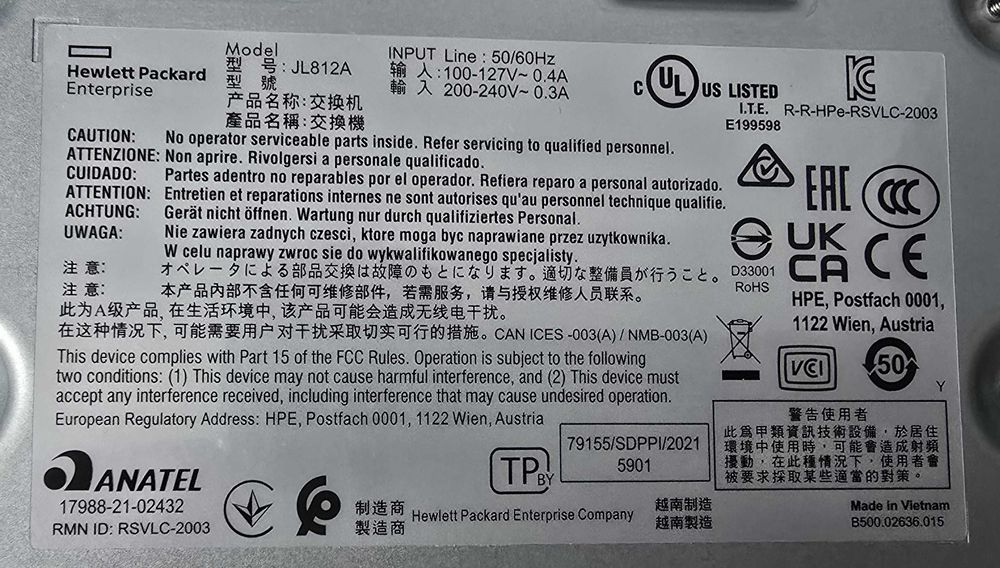 Hewlett Packard
Enterprise
Model
型 号: JL812A
型 號
产品名称: 交换机
產品名稱: 交換機
INPUT Line : 50/60Hz
输 入 :100-127V~ 0.4A
輸 入 200-240V~ 0.3A
C UL US LISTED
I.T.E.
E199598
R-R-HPe-RSVLC-2003
CAUTION: No operator serviceable parts inside. Refer servicing to qualified personnel.
ATTENZIONE: Non aprire. Rivolgersi a personale qualificado.
CUIDADO: Partes adentro no reparables por el operador. Refiera reparo a personal autorizado.
ATTENTION: Entretien et reparations internes ne sont autorises qu'au personnel technique qualifie.
ACHTUNG: Gerät nicht öffnen. Wartung nur durch qualifiziertes Personal.
UWAGA: Nie zawiera zadnych czesci, ktore moga byc naprawiane przez uzytkownika.
W celu naprawy zwroc sie do wykwalifikowanego specjalisty.
注 意: オペレータによる部品交換は故障のもとになります。適切な整備員が行うこと。
注 意: 本产品内部不含任何可维修部件，若需服务，请与授权维修人员联系。
此为A级产品, 在生活环境中, 该产品可能会造成无线电干扰。
在这种情况下, 可能需要用户对干扰采取切实可行的措施。 CAN ICES -003(A) / NMB-003(A)
This device complies with Part 15 of the FCC Rules. Operation is subject to the following
two conditions: (1) This device may not cause harmful interference, and (2) This device must
accept any interference received, including interference that may cause undesired operation.
European Regulatory Address: HPE, Postfach 0001, 1122 Wien, Austria
EAC
CCC
D33001
RoHS
UK
CA
CE
HPE, Postfach 0001,
1122 Wien, Austria
VCI
50
Y
ANATEL
17988-21-02432
RMN ID: RSVLC-2003
制造商
製造商
Hewlett Packard Enterprise Company
TP BY
79155/SDPPI/2021
5901
越南制造
越南製造
警告使用者
此為甲類資訊技術設備，於居住
環境中使用時，可能會造成射頻
擾動，在此種情況下，使用者會
被要求採取某些適當的對策。
Made in Vietnam
B500.02636.015